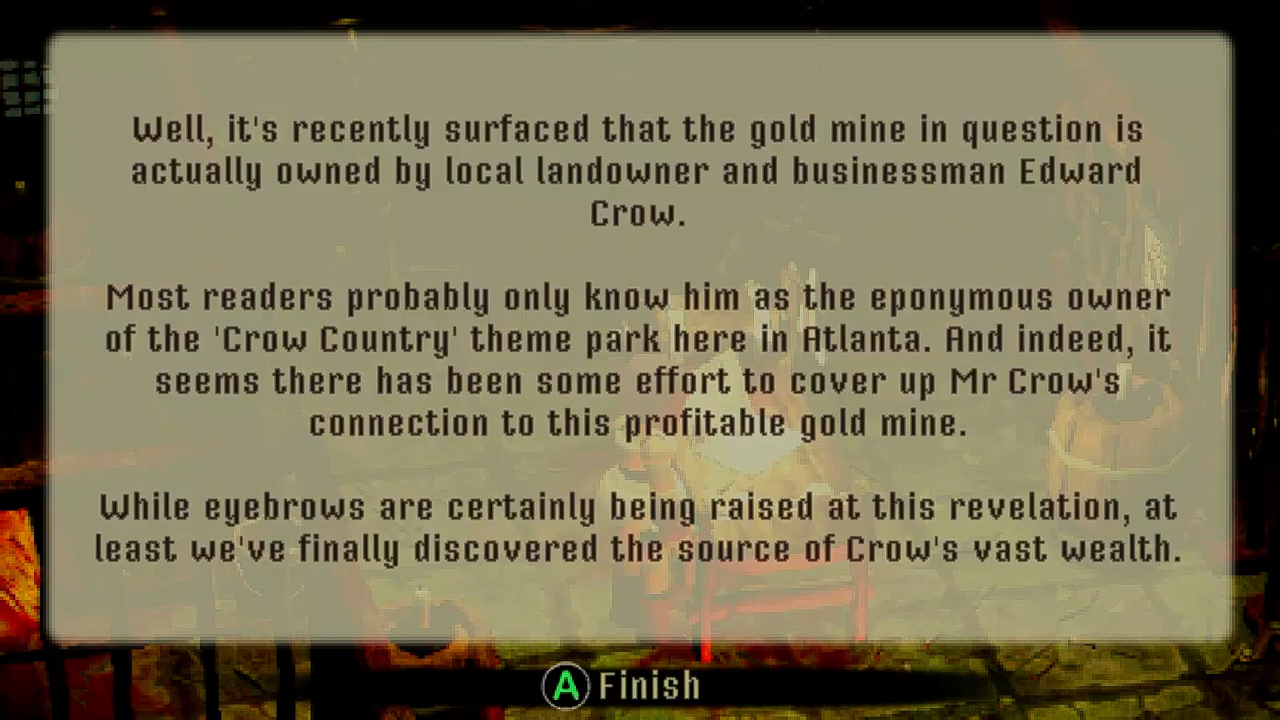 Well, it's recently surfaced that the gold mine in question is
actually owned by local landowner and businessman Edward
Crow.
Most readers probably only know him as the eponymous owner
of the 'Crow Country' theme park here in Atlanta. And indeed, it
seems there has been some effort to cover up Mr Crow's
connection to this profitable gold mine.
While eyebrows are certainly being raised at this revelation, at
least we've finally discovered the source of Crow's vast wealth.
A Finish